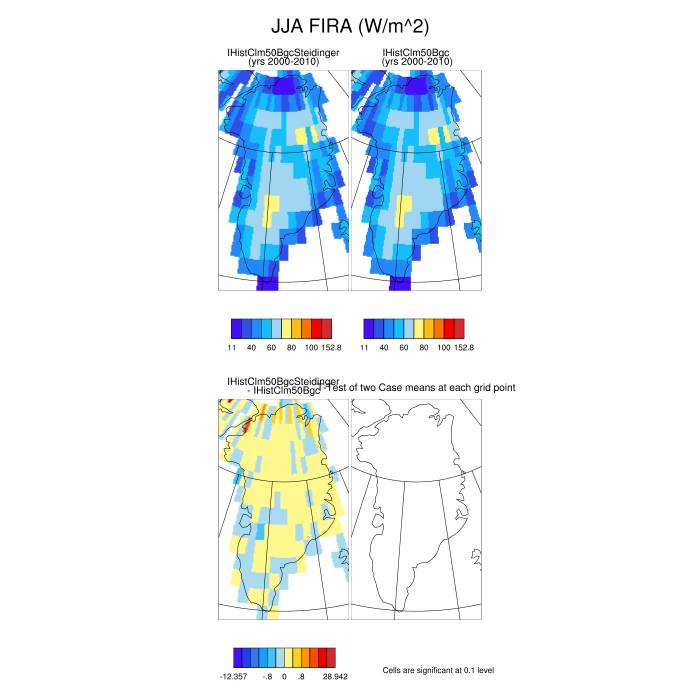 JJA FIRA (W/m^2)
IHistClm50BgcSteidinger
(yrs 2000-2010)
IHistClm50Bgc
(yrs 2000-2010)
11 40 60 80 100 152.8
11 40 60 80 100 152.8
IHistClm50BgcSteidinger
- IHistClm50Bgc
T-Test of two Case means at each grid point
-12.357 -.8 0 .8 28.942
Cells are significant at 0.1 level